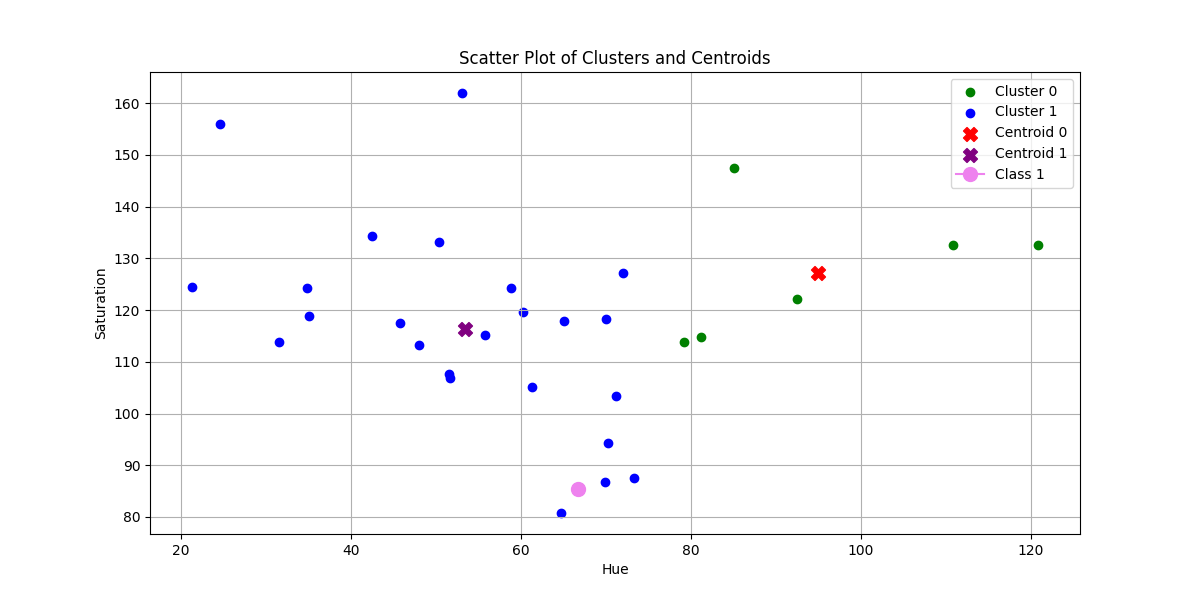 Scatter Plot of Clusters and Centroids
Cluster 0
Cluster 1
Centroid 0
Centroid 1
Class 1
Saturation
160
150
140
130
120
110
100
90
80
20 40 60 80 100 120
Hue